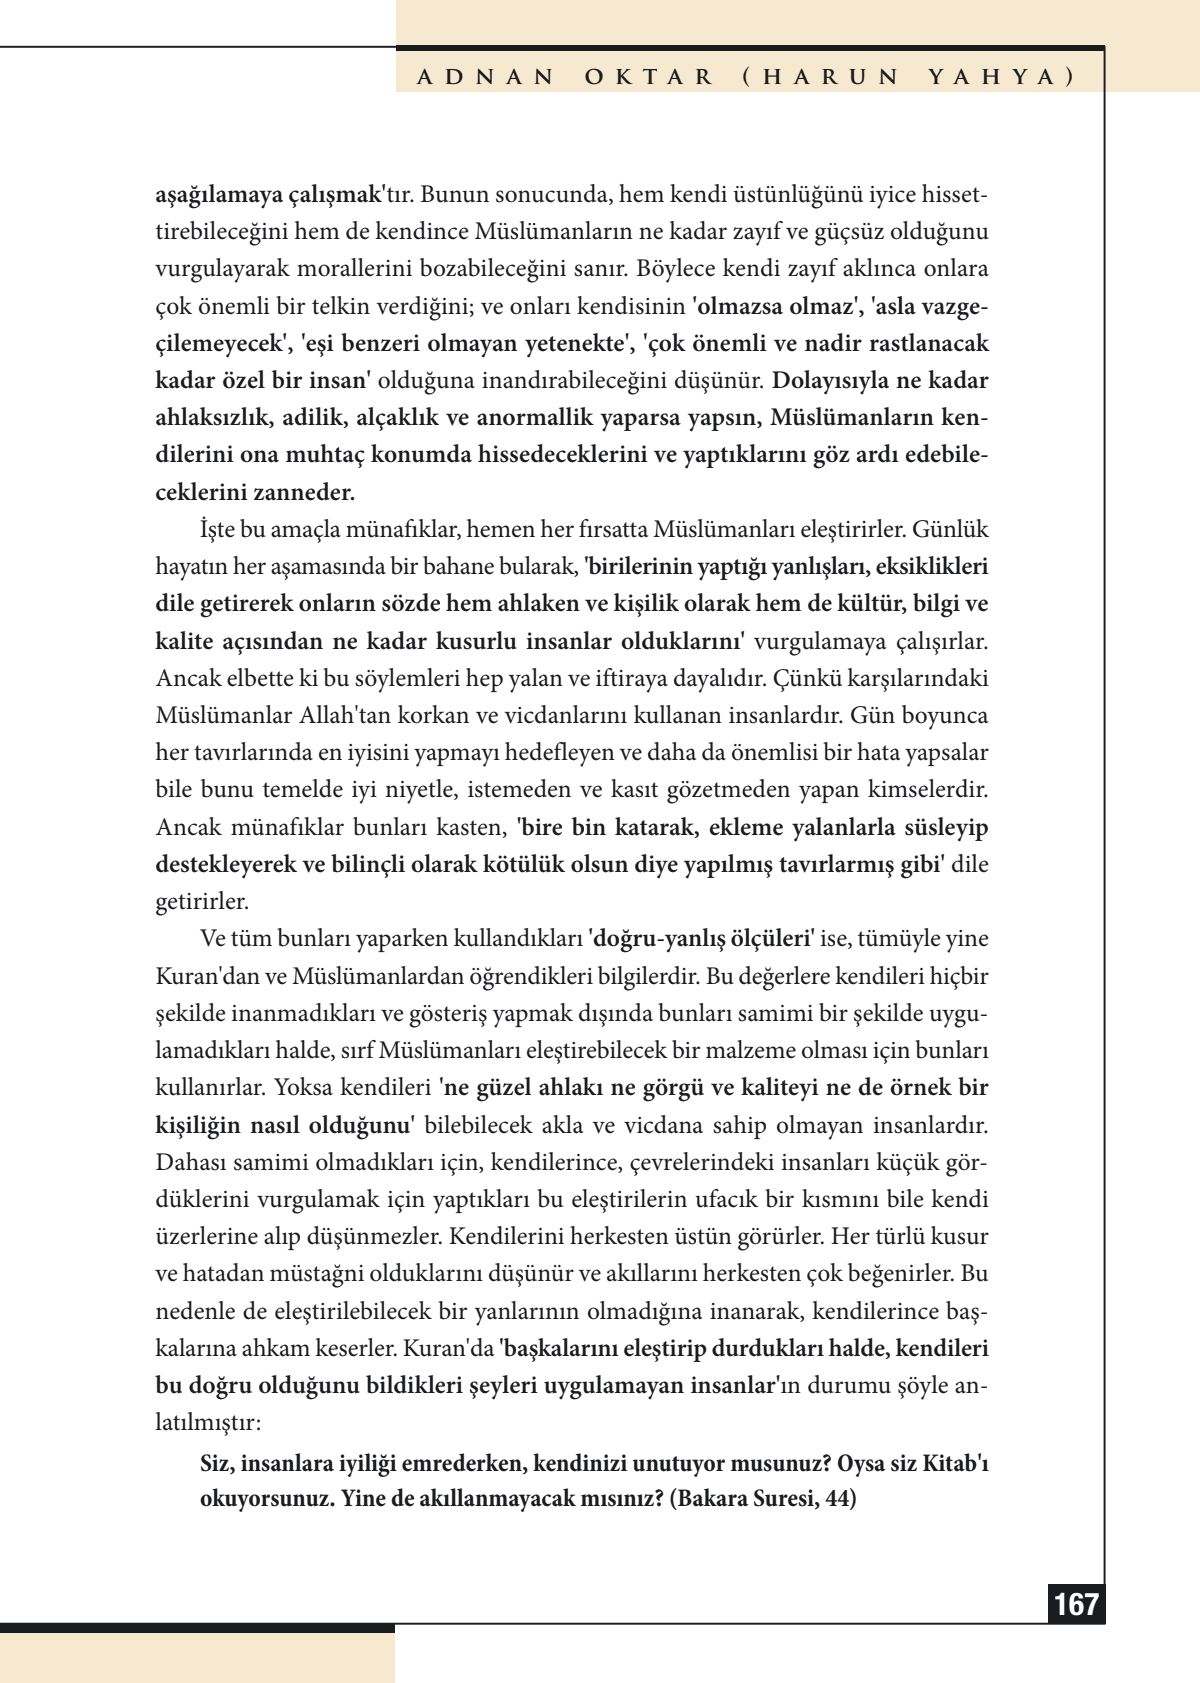 ADNAN OKTAR (HARUN YAHYA)
aşağılamaya çalışmak'tır. Bunun sonucunda, hem kendi üstünlüğünü iyice hisset-
tirebileceğini hem de kendince Müslümanların ne kadar zayıf ve güçsüz olduğunu
vurgulayarak morallerini bozabileceğini sanır. Böylece kendi zayıf aklınca onlara
çok önemli bir telkin verdiğini; ve onları kendisinin 'olmazsa olmaz', 'asla vazge-
çilemeyecek', 'eşi benzeri olmayan yetenekte', 'çok önemli ve nadir rastlanacak
kadar özel bir insan' olduğuna inandırabileceğini düşünür. Dolayısıyla ne kadar
ahlaksızlık, adilik, alçaklık ve anormallik yaparsa yapsın, Müslümanların ken-
dilerini ona muhtaç konumda hissedeceklerini ve yaptıklarını göz ardı edebile-
ceklerini zanneder.
İşte bu amaçla münafıklar, hemen her fırsatta Müslümanları eleştirirler. Günlük
hayatın her aşamasında bir bahane bularak, 'birilerinin yaptığı yanlışları, eksiklikleri
dile getirerek onların sözde hem ahlaken ve kişilik olarak hem de kültür, bilgi ve
kalite açısından ne kadar kusurlu insanlar olduklarını' vurgulamaya çalışırlar.
Ancak elbette ki bu söylemleri hep yalan ve iftiraya dayalıdır. Çünkü karşılarındaki
Müslümanlar Allah'tan korkan ve vicdanlarını kullanan insanlardır. Gün boyunca
her tavırlarında en iyisini yapmayı hedefleyen ve daha da önemlisi bir hata yapsalar
bile bunu temelde iyi niyetle, istemeden ve kasıt gözetmeden yapan kimselerdir.
Ancak münafıklar bunları kasten, 'bire bin katarak, ekleme yalanlarla süsleyip
destekleyerek ve bilinçli olarak kötülük olsun diye yapılmış tavırlarmış gibi' dile
getirirler.
Ve tüm bunları yaparken kullandıkları 'doğru-yanlış ölçüleri' ise, tümüyle yine
Kuran'dan ve Müslümanlardan öğrendikleri bilgilerdir. Bu değerlere kendileri hiçbir
şekilde inanmadıkları ve gösteriş yapmak dışında bunları samimi bir şekilde uygu-
lamadıkları halde, sırf Müslümanları eleştirebilecek bir malzeme olması için bunları
kullanırlar. Yoksa kendileri 'ne güzel ahlakı ne görgü ve kaliteyi ne de örnek bir
kişiliğin nasıl olduğunu' bilebilecek akla ve vicdana sahip olmayan insanlardır.
Dahası samimi olmadıkları için, kendilerince, çevrelerindeki insanları küçük gör-
düklerini vurgulamak için yaptıkları bu eleştirilerin ufacık bir kısmını bile kendi
üzerlerine alıp düşünmezler. Kendilerini herkesten üstün görürler. Her türlü kusur
ve hatadan müstağni olduklarını düşünür ve akıllarını herkesten çok beğenirler. Bu
nedenle de eleştirilebilecek bir yanlarının olmadığına inanarak, kendilerince baş-
kalarına ahkam keserler. Kuran'da 'başkalarını eleştirip durdukları halde, kendileri
bu doğru olduğunu bildikleri şeyleri uygulamayan insanlar'ın durumu şöyle an-
latılmıştır:
Siz, insanlara iyiliği emrederken, kendinizi unutuyor musunuz? Oysa siz Kitab'ı
okuyorsunuz. Yine de akıllanmayacak mısınız? (Bakara Suresi, 44)
167